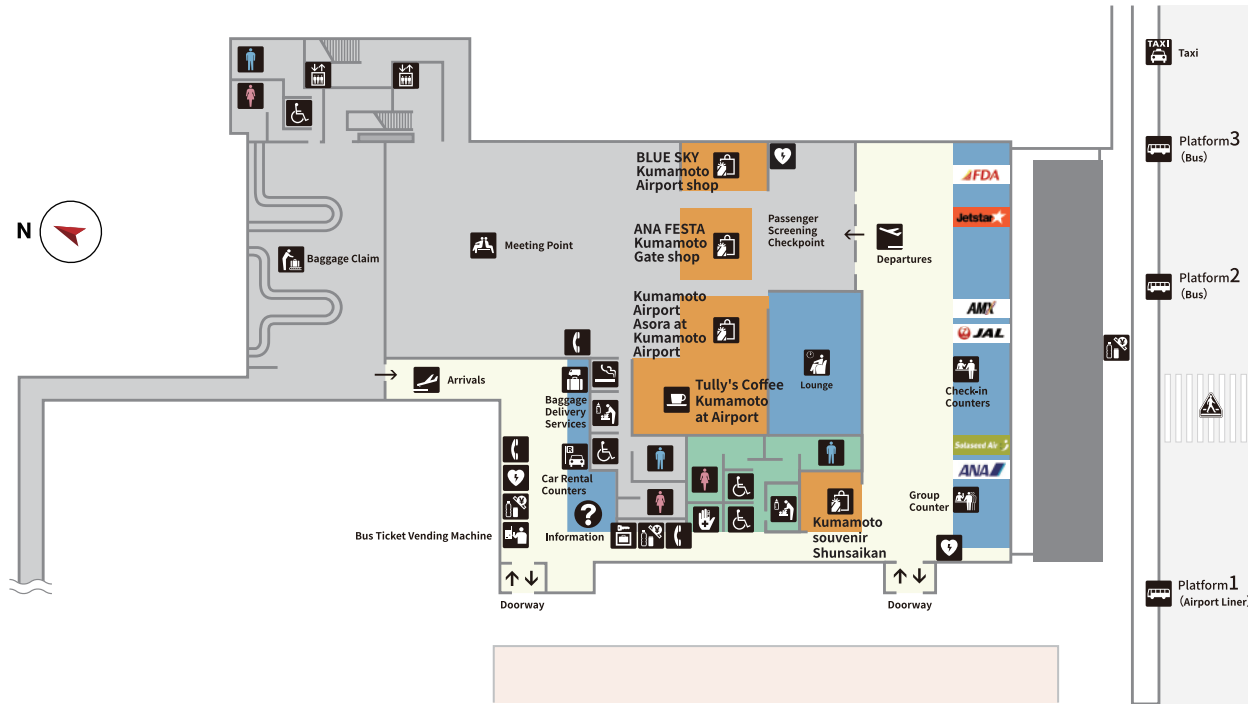 N
TAXI
Taxi
Platform3
(Bus)
BLUE SKY
Kumamoto
Airport shop
FDA
Jetstar
ANA FESTA
Kumamoto
Gate shop
Passenger
Screening
Checkpoint
Departures
Meeting Point
Baggage Claim
Platform2
(Bus)
Kumamoto
Airport
Asora at
Kumamoto
Airport
AMX
JAL
Arrivals
Lounge
Check-in
Counters
Tully's Coffee
Kumamoto
at Airport
Baggage
Delivery
Services
Solaseed Air
R
Car Rental
Counters
ANA
Group
Counter
?
Information
Bus Ticket Vending Machine
Kumamoto
souvenir
Shunsaikan
Doorway
Doorway
Platform1
(Airport Liner)